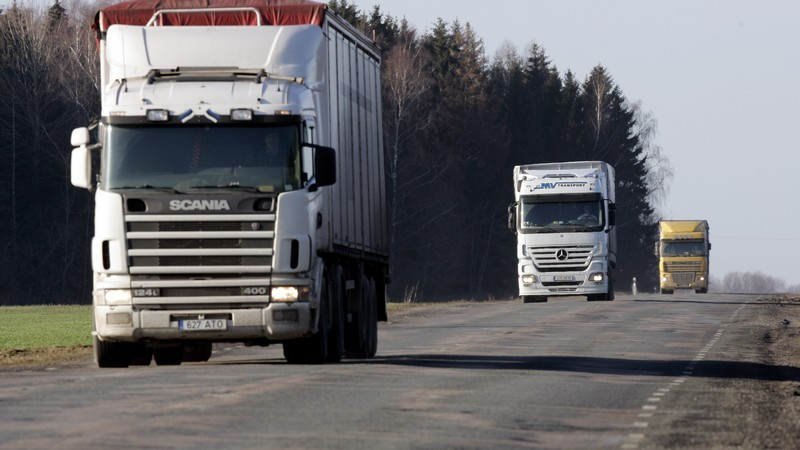 SCANIA
124L 400
627 ATO
MV TRANSPORT